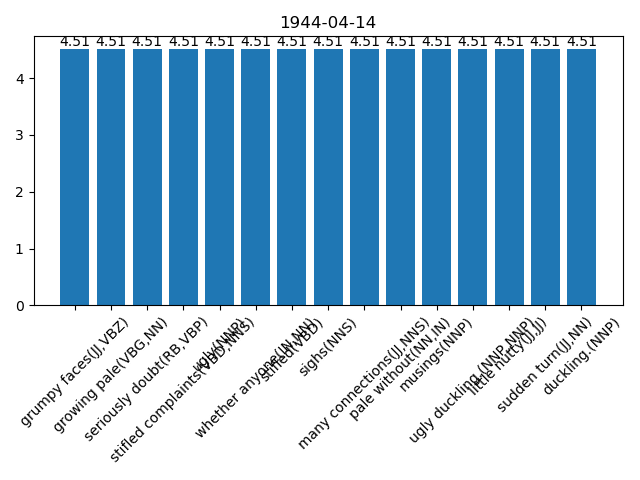 1944-04-14
4.51 4.51 4.51 4.51 4.51 4.51 4.51 4.51 4.51 4.51 4.51 4.51 4.51 4.51 4.51
4
3
2
1
0
grumpy faces(JJ,VBZ)
growing pale(VBG,NN)
seriously doubt(RB,VBP)
stifled complaints(VBD,NNS)
ugly(NNP)
whether anyone(IN,NN)
stifled(VBD)
sighs(NNS)
many connections(JJ,NNS)
pale without(NN,IN)
musings(NNP)
ugly duckling.(NNP,NNP)
little nutty(JJ,JJ)
sudden turn(JJ,NN)
duckling.(NNP)